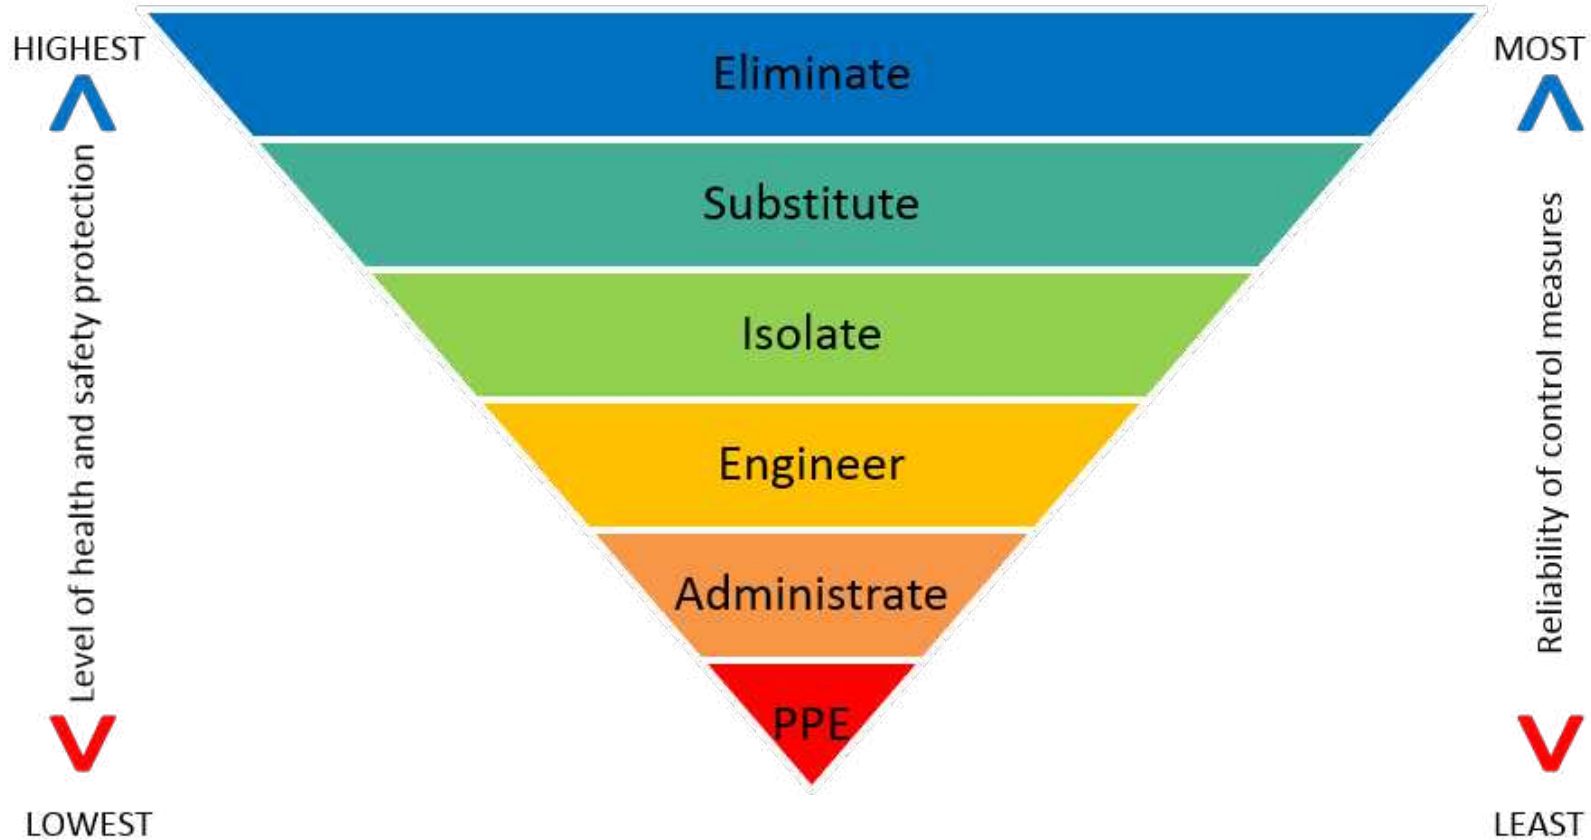 HIGHEST
Level of health and safety protection
LOWEST
Eliminate
Substitute
Isolate
Engineer
Administrate
PPE
MOST
Reliability of control measures
LEAST